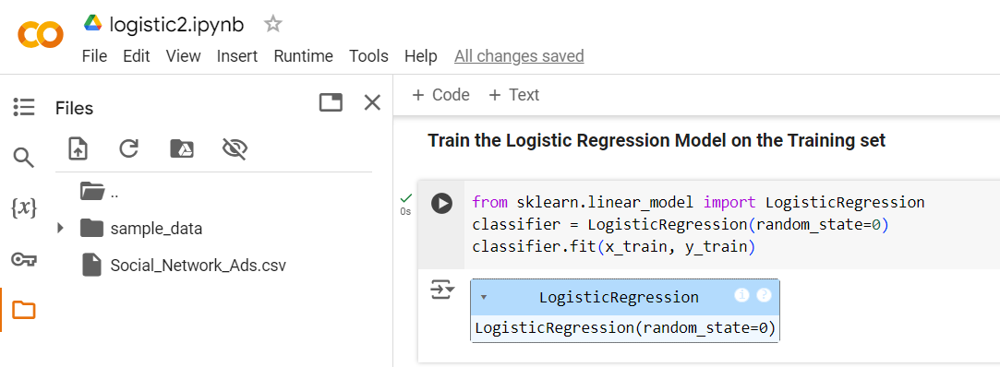 logistic2.ipynb
File Edit View Insert Runtime Tools Help All changes saved
Files
+ Code + Text
..
sample_data
Social_Network_Ads.csv
{x}
Train the Logistic Regression Model on the Training set
0s
from sklearn.linear_model import LogisticRegression
classifier = LogisticRegression(random_state=0)
classifier.fit(x_train, y_train)
LogisticRegression i ?
LogisticRegression(random_state=0)